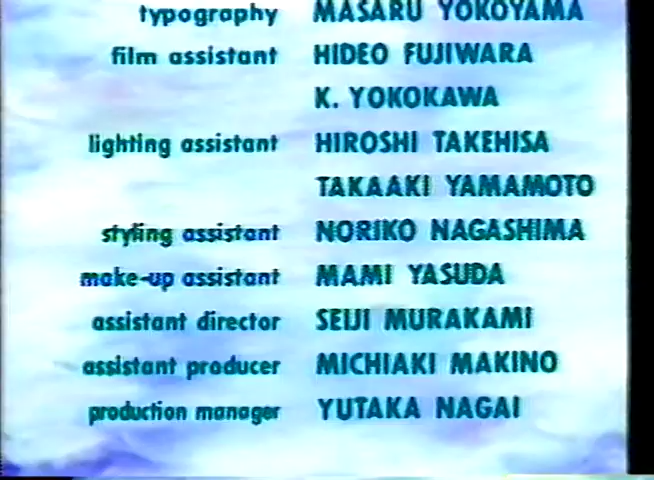 typography MASARU YOKOYAMA
film assistant HIDEO FUJIWARA
K. YOKOKAWA
lighting assistant HIROSHI TAKEHISA
TAKAAKI YAMAMOTO
styling assistant NORIKO NAGASHIMA
make-up assistant MAMI YASUDA
assistant director SEIJI MURAKAMI
assistant producer MICHIAKI MAKINO
production manager YUTAKA NAGAI